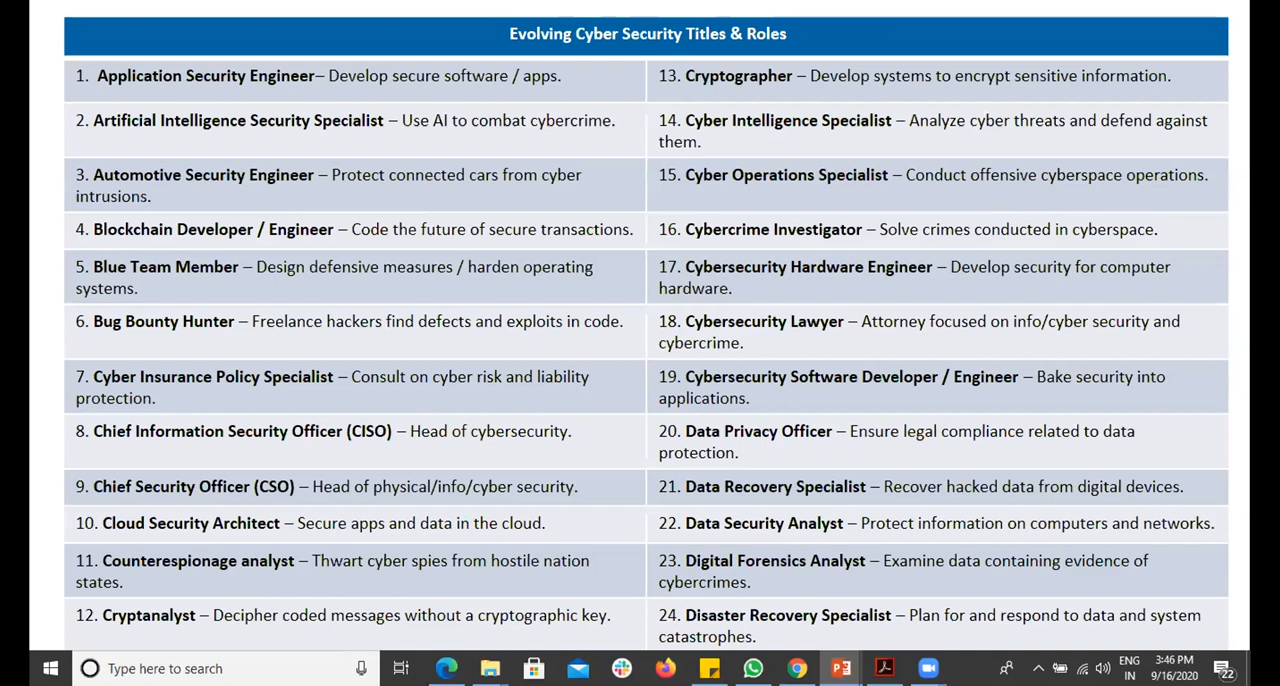 Evolving Cyber Security Titles & Roles
1. Application Security Engineer– Develop secure software / apps.
2. Artificial Intelligence Security Specialist – Use AI to combat cybercrime.
3. Automotive Security Engineer – Protect connected cars from cyber
intrusions.
4. Blockchain Developer / Engineer – Code the future of secure transactions.
5. Blue Team Member – Design defensive measures / harden operating
systems.
6. Bug Bounty Hunter – Freelance hackers find defects and exploits in code.
7. Cyber Insurance Policy Specialist – Consult on cyber risk and liability
protection.
8. Chief Information Security Officer (CISO) – Head of cybersecurity.
9. Chief Security Officer (CSO) – Head of physical/info/cyber security.
10. Cloud Security Architect – Secure apps and data in the cloud.
11. Counterespionage analyst – Thwart cyber spies from hostile nation
states.
12. Cryptanalyst – Decipher coded messages without a cryptographic key.
13. Cryptographer – Develop systems to encrypt sensitive information.
14. Cyber Intelligence Specialist – Analyze cyber threats and defend against
them.
15. Cyber Operations Specialist – Conduct offensive cyberspace operations.
16. Cybercrime Investigator – Solve crimes conducted in cyberspace.
17. Cybersecurity Hardware Engineer – Develop security for computer
hardware.
18. Cybersecurity Lawyer – Attorney focused on info/cyber security and
cybercrime.
19. Cybersecurity Software Developer / Engineer – Bake security into
applications.
20. Data Privacy Officer – Ensure legal compliance related to data
protection.
21. Data Recovery Specialist – Recover hacked data from digital devices.
22. Data Security Analyst – Protect information on computers and networks.
23. Digital Forensics Analyst – Examine data containing evidence of
cybercrimes.
24. Disaster Recovery Specialist – Plan for and respond to data and system
catastrophes.
Type here to search
ENG
IN
3:46 PM
9/16/2020
22